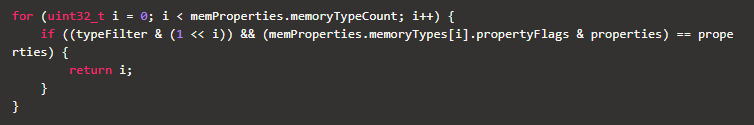 for (uint32_t i = 0; i < memProperties.memoryTypeCount; i++) {
    if ((typeFilter & (1 << i)) && (memProperties.memoryTypes[i].propertyFlags & properties) == prope
rties) {
        return i;
    }
}